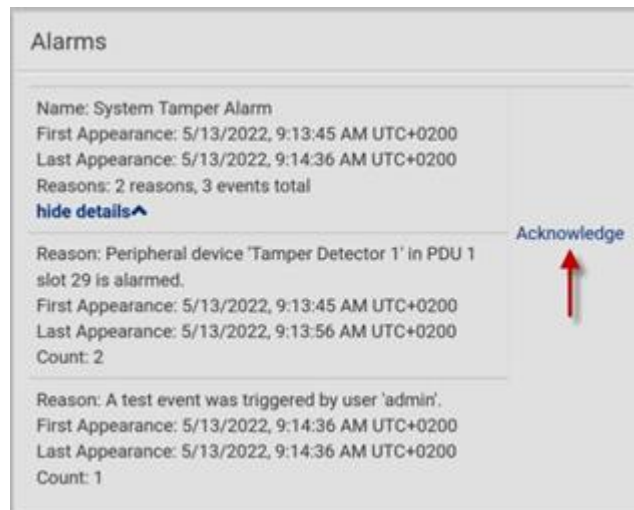 Alarms
Name: System Tamper Alarm
First Appearance: 5/13/2022, 9:13:45 AM UTC+0200
Last Appearance: 5/13/2022, 9:14:36 AM UTC+0200
Reasons: 2 reasons, 3 events total
hide details
Acknowledge
Reason: Peripheral device 'Tamper Detector 1' in PDU 1
slot 29 is alarmed.
First Appearance: 5/13/2022, 9:13:45 AM UTC+0200
Last Appearance: 5/13/2022, 9:13:56 AM UTC+0200
Count: 2
Reason: A test event was triggered by user 'admin'.
First Appearance: 5/13/2022, 9:14:36 AM UTC+0200
Last Appearance: 5/13/2022, 9:14:36 AM UTC+0200
Count: 1